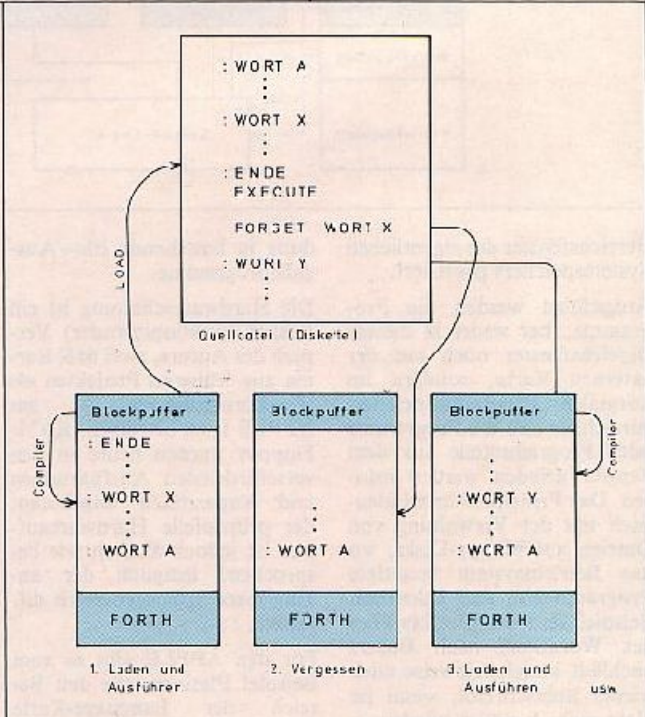 : WORT A
: WORT X
: ENDE
EXECUTE
FORGET WORT X
: WORT Y
LOAD
Quelldatei (Diskette)
Blockpuffer
Blockpuffer
Blockpuffer
Compiler
: ENDE
: WORT X
: WORT A
: WORT A
: WORT Y
: WORT A
Compiler
FORTH
FORTH
FORTH
1. Laden und
Ausführen
2. Vergessen
3. Laden und
Ausführen
usw.